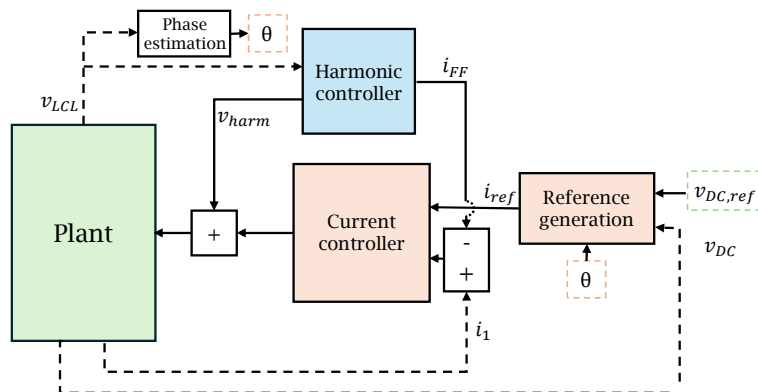 Phase
estimation
θ
Harmonic
controller
i_FF
v_LCL
v_harm
Plant
+
Current
controller
i_ref
-
+
Reference
generation
v_DC,ref
v_DC
θ
i_1